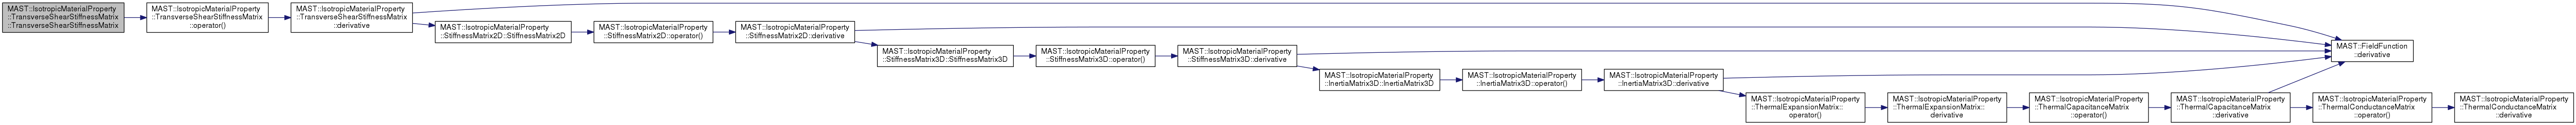 MAST::IsotropicMaterialProperty
::TransverseShearStiffnessMatrix
::TransverseShearStiffnessMatrix
MAST::IsotropicMaterialProperty
::TransverseShearStiffnessMatrix
::operator()
MAST::IsotropicMaterialProperty
::TransverseShearStiffnessMatrix
::derivative
MAST::IsotropicMaterialProperty
::StiffnessMatrix2D::StiffnessMatrix2D
MAST::IsotropicMaterialProperty
::StiffnessMatrix2D::operator()
MAST::IsotropicMaterialProperty
::StiffnessMatrix2D::derivative
MAST::IsotropicMaterialProperty
::StiffnessMatrix3D::StiffnessMatrix3D
MAST::IsotropicMaterialProperty
::StiffnessMatrix3D::operator()
MAST::IsotropicMaterialProperty
::StiffnessMatrix3D::derivative
MAST::FieldFunction
::derivative
MAST::IsotropicMaterialProperty
::InertiaMatrix3D::InertiaMatrix3D
MAST::IsotropicMaterialProperty
::InertiaMatrix3D::operator()
MAST::IsotropicMaterialProperty
::InertiaMatrix3D::derivative
MAST::IsotropicMaterialProperty
::ThermalExpansionMatrix::
operator()
MAST::IsotropicMaterialProperty
::ThermalExpansionMatrix::
derivative
MAST::IsotropicMaterialProperty
::ThermalCapacitanceMatrix
::operator()
MAST::IsotropicMaterialProperty
::ThermalCapacitanceMatrix
::derivative
MAST::IsotropicMaterialProperty
::ThermalConductanceMatrix
::operator()
MAST::IsotropicMaterialProperty
::ThermalConductanceMatrix
::derivative